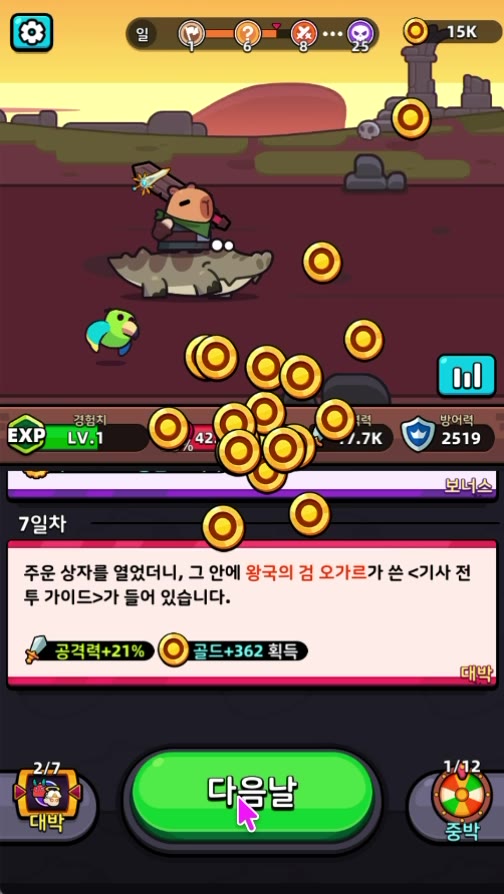 일
1
6
8
25
15K
경험치
방어력
EXP
LV.1
2519
보너스
7일차
주운 상자를 열었더니, 그 안에 왕국의 검 오가르가 쓴 <기사 전
투 가이드>가 들어 있습니다.
공격력+21%
골드+362 획득
대박
2/7
대박
다음날
1/12
중박